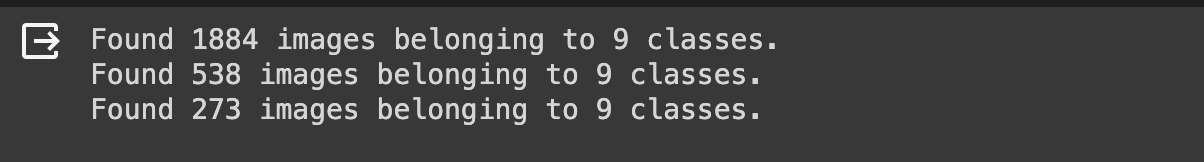 Found 1884 images belonging to 9 classes.
Found 538 images belonging to 9 classes.
Found 273 images belonging to 9 classes.